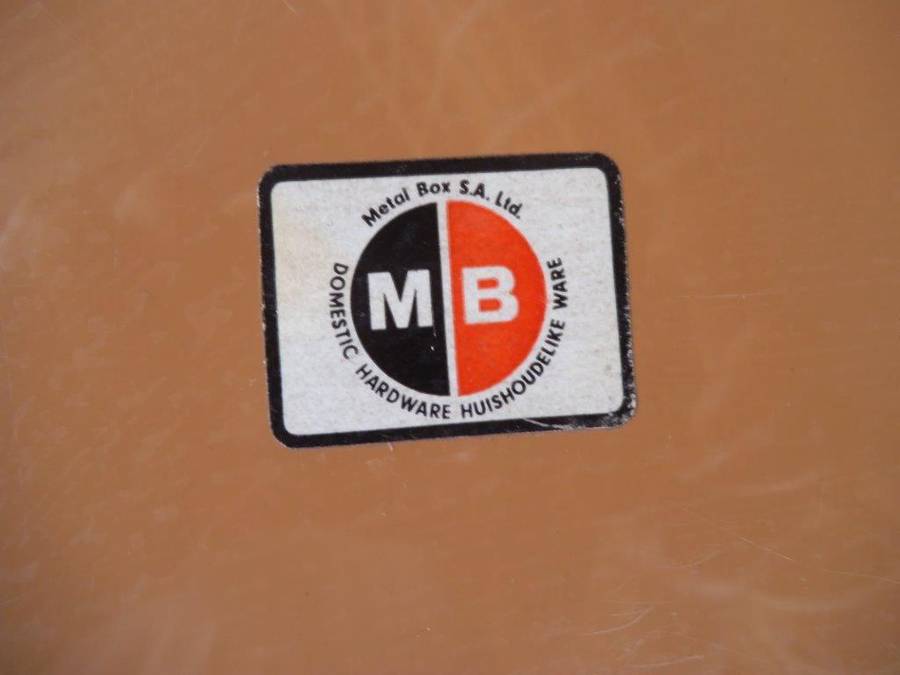 Metal Box S.A. Ltd.
MB
DOMESTIC HARDWARE HUISHOUDELIKE WARE